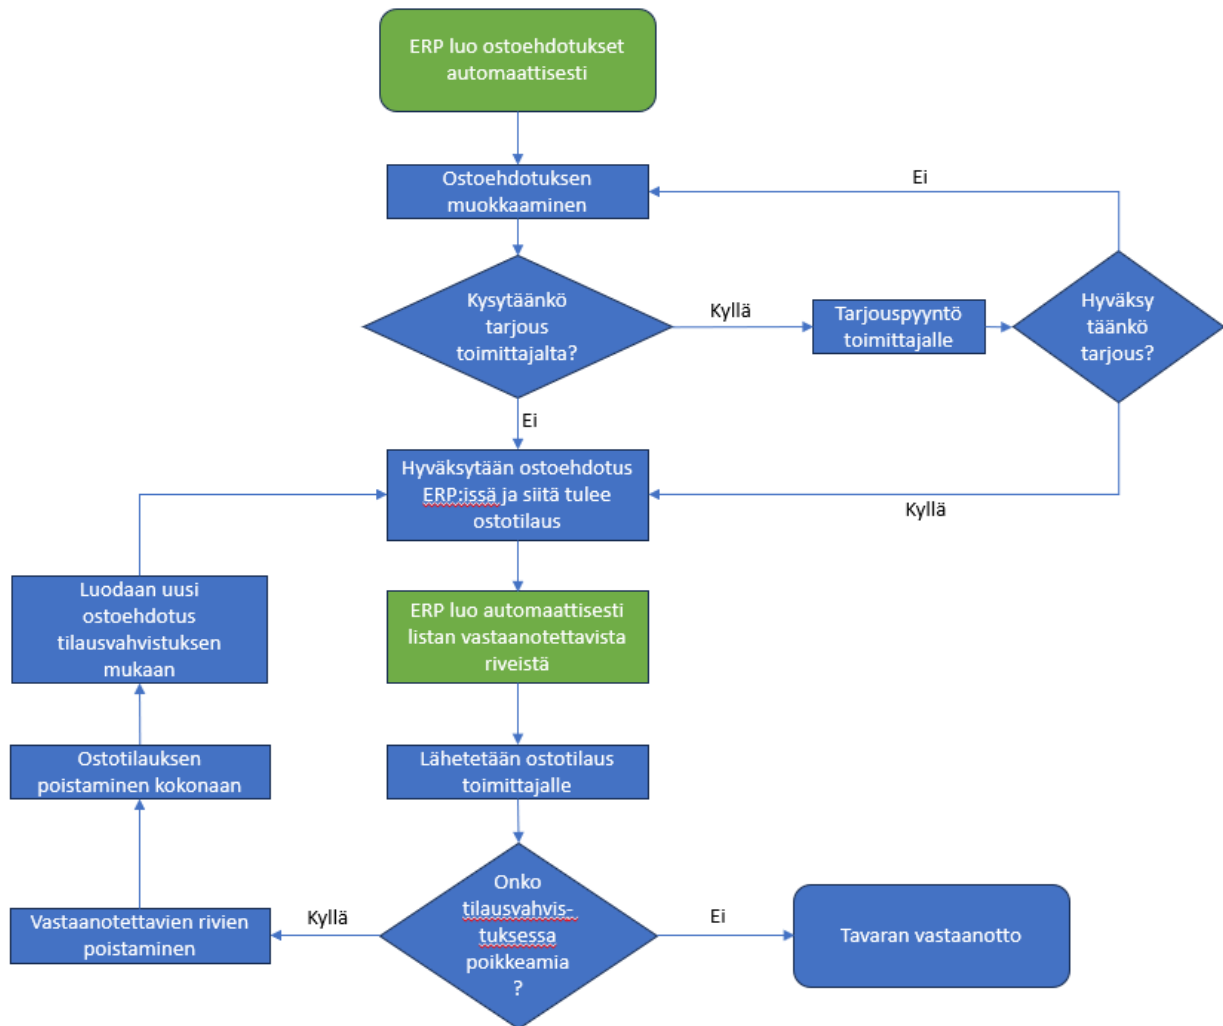 ERP luo ostoehdotukset
automaattisesti
Ostoehdotuksen
muokkaaminen
Ei
Kysytäänkö
tarjous
toimittajalta?
Kyllä
Tarjouspyyntö
toimittajalle
Hyväksy
täänkö
tarjous?
Ei
Hyväksytään ostoehdotus
ERP:issä ja siitä tulee
ostotilaus
Kyllä
Luodaan uusi
ostoehdotus
tilausvahvistuksen
mukaan
ERP luo automaattisesti
listan vastaanotettavista
riveistä
Ostotilauksen
poistaminen kokonaan
Lähetetään ostotilaus
toimittajalle
Vastaanotettavien rivien
poistaminen
Kyllä
Onko
tilausvahvis-
tuksessa
poikkeamia
?
Ei
Tavaran vastaanotto